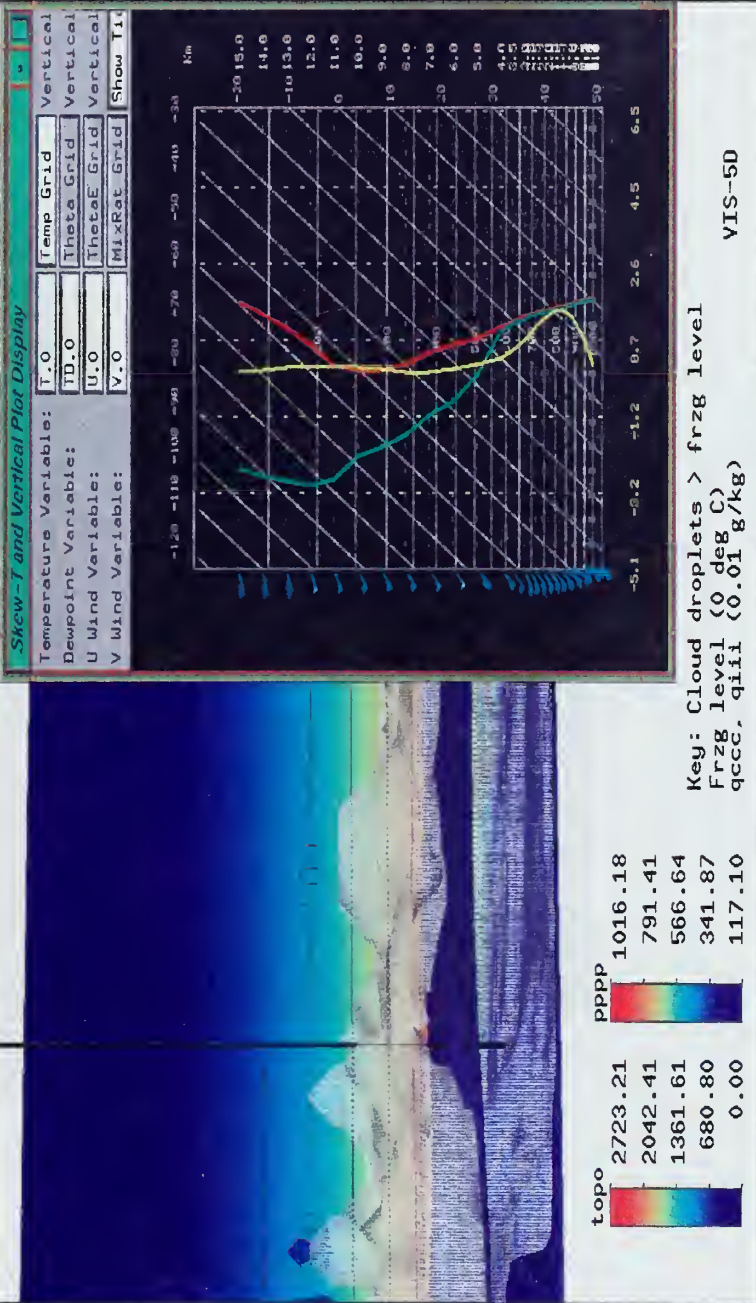 Skew-T and Vertical Plot Display
Temperature Variable: T.0 Temp Grid Vertical
Dewpoint Variable: TD.0 Theta Grid Vertical
U Wind Variable: U.0 ThetaE Grid Vertical
V Wind Variable: V.0 MixRat Grid Show Ti
-120 -110 -100 -90 -80 -70 -60 -50 -40 -30 Km
-20 15.0
14.0
-10 13.0
12.0
0 11.0
10.0
10 9.0
8.0
20 7.0
6.0
5.0
30 4.0
40
50
-5.1 -3.2 -1.2 0.7 2.6 4.5 6.5
topo
2723.21
2042.41
1361.61
680.80
0.00
pppp
1016.18
791.41
566.64
341.87
117.10
Key: Cloud droplets > frzg level
Frzg level (0 deg C)
qccc, qiii (0.01 g/kg)
VIS-5D